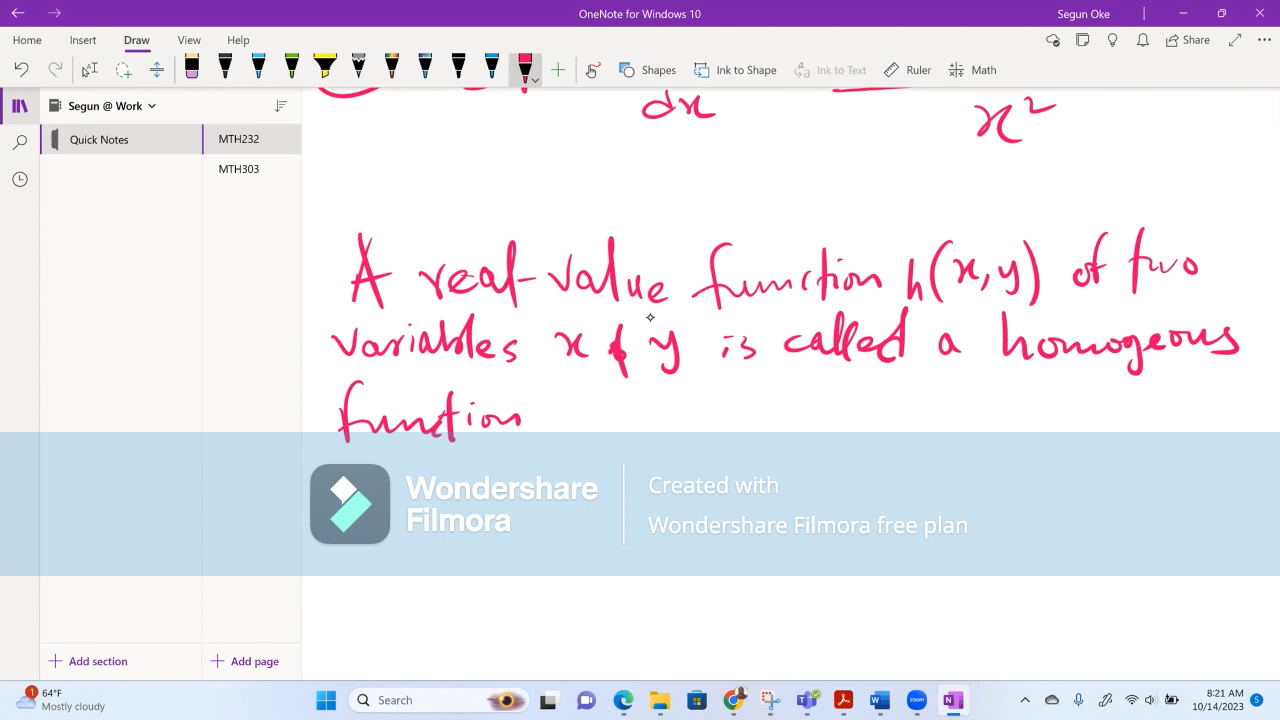 OneNote for Windows 10
Segun Oke
Home Insert Draw View Help
Share
Shapes Ink to Shape Ink to Text Ruler Math
Segun @ Work
Quick Notes
MTH232
MTH303
dx
x²
A real-value function h(x,y) of two
variables x & y is called a homogeous
function
Wondershare
Filmora
Created with
Wondershare Filmora free plan
Add section
Add page
1
64°F
Mostly cloudy
Search
zoom
8:21 AM
10/14/2023
5